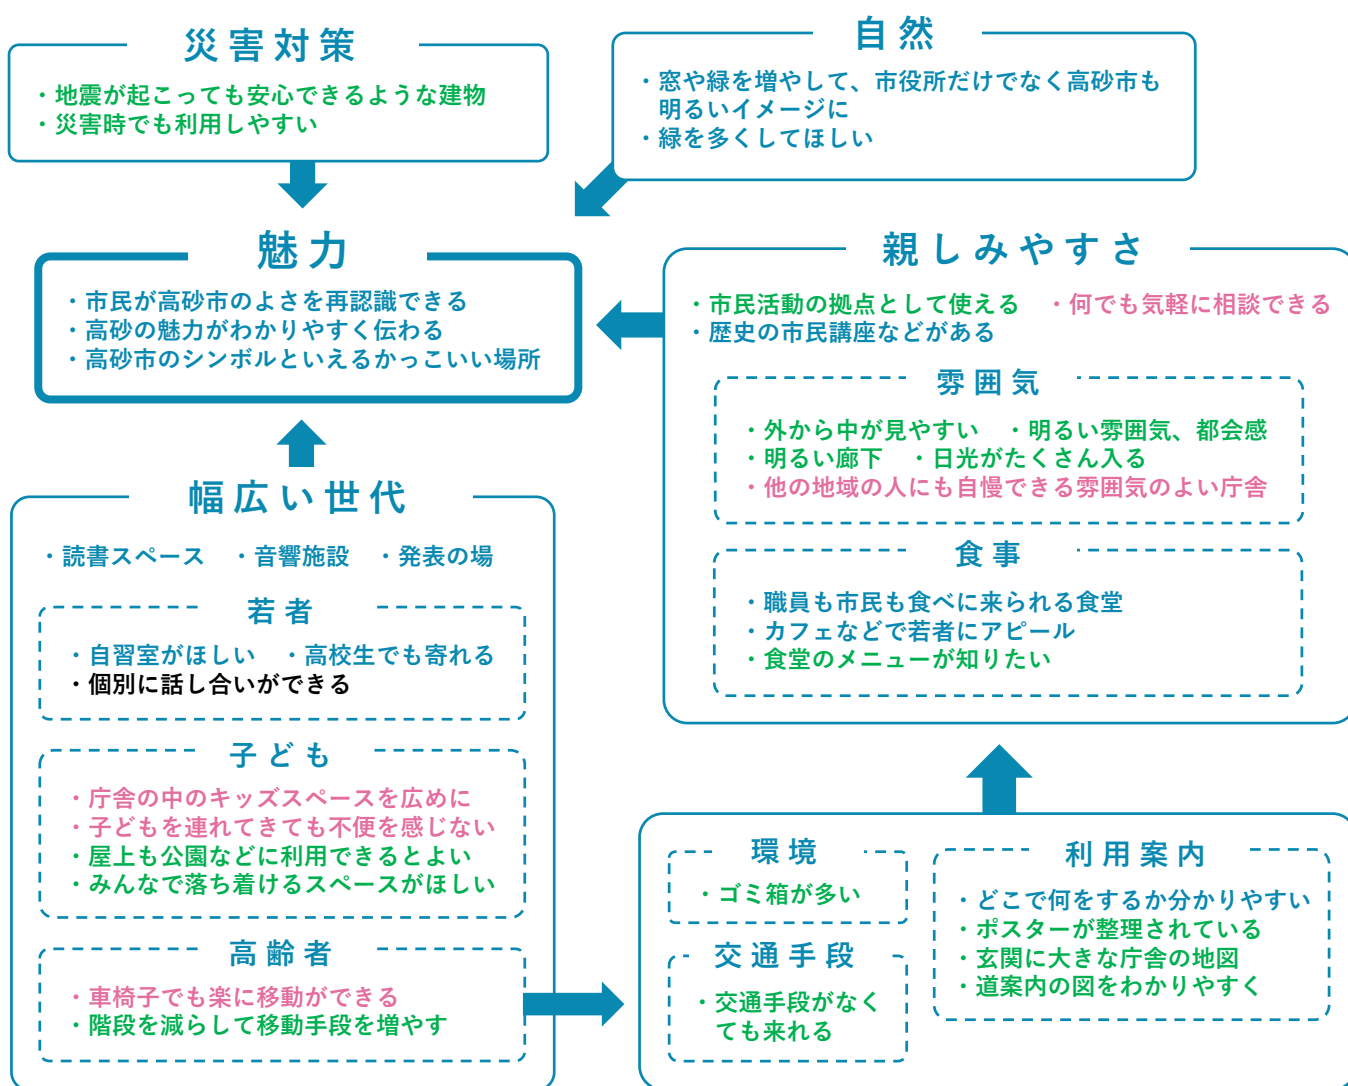 災害対策
・地震が起こっても安心できるような建物
・災害時でも利用しやすい
自然
・窓や緑を増やして、市役所だけでなく高砂市も
明るいイメージに
・緑を多くしてほしい
魅力
・市民が高砂市のよさを再認識できる
・高砂の魅力がわかりやすく伝わる
・高砂市のシンボルといえるかっこいい場所
親しみやすさ
・市民活動の拠点として使える　・何でも気軽に相談できる
・歴史の市民講座などがある
雰囲気
・外から中が見やすい　・明るい雰囲気、都会感
・明るい廊下　・日光がたくさん入る
・他の地域の人にも自慢できる雰囲気のよい庁舎
食事
・職員も市民も食べに来られる食堂
・カフェなどで若者にアピール
・食堂のメニューが知りたい
幅広い世代
・読書スペース　・音響施設　・発表の場
若者
・自習室がほしい　・高校生でも寄れる
・個別に話し合いができる
子ども
・庁舎の中のキッズスペースを広めに
・子どもを連れてきても不便を感じない
・屋上も公園などに利用できるとよい
・みんなで落ち着けるスペースがほしい
高齢者
・車椅子でも楽に移動ができる
・階段を減らして移動手段を増やす
環境
・ゴミ箱が多い
交通手段
・交通手段がなく
ても来れる
利用案内
・どこで何をするか分かりやすい
・ポスターが整理されている
・玄関に大きな庁舎の地図
・道案内の図をわかりやすく